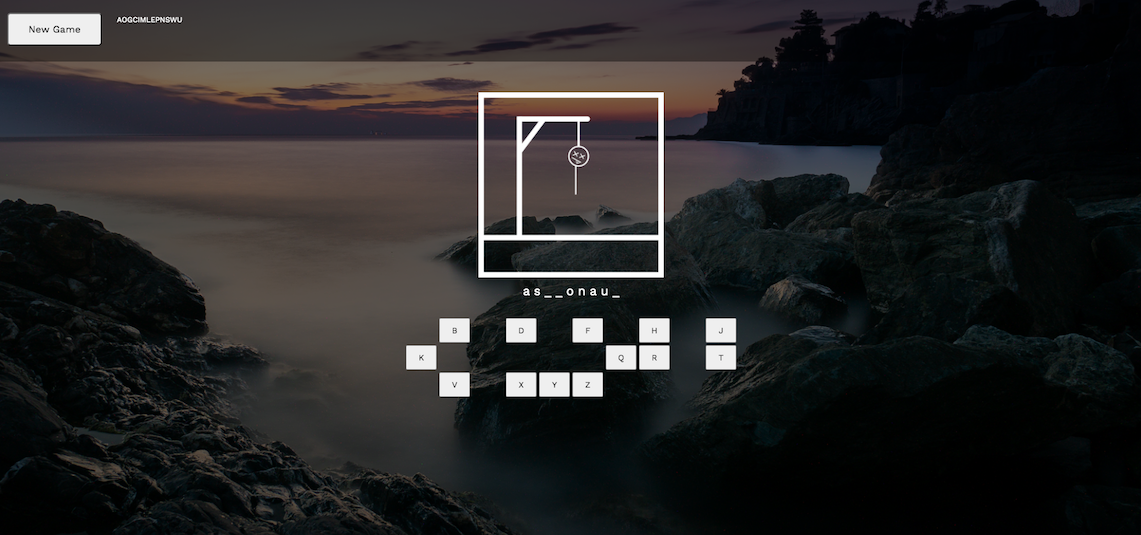 New Game
AOGCIMLEPNSWU
as__onau_
B D F H J
K Q R T
V X Y Z